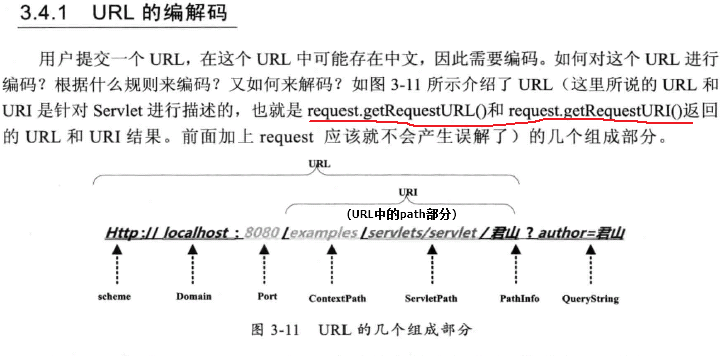 3.4.1 URL 的编解码
用户提交一个 URL，在这个 URL 中可能存在中文，因此需要编码。如何对这个 URL 进行
编码？根据什么规则来编码？又如何来解码？如图 3-11 所示介绍了 URL（这里所说的 URL 和
URI 是针对 Servlet 进行描述的，也就是 request.getRequestURL()和 request.getRequestURI()返回
的 URL 和 URI 结果。前面加上 request 应该就不会产生误解了）的几个组成部分。
URL
URI
(URL中的path部分)
Http:// localhost : 8080 /examples /servlets/servlet /君山 ? author=君山
scheme Domain Port ContextPath ServletPath PathInfo QueryString
图 3-11 URL 的几个组成部分